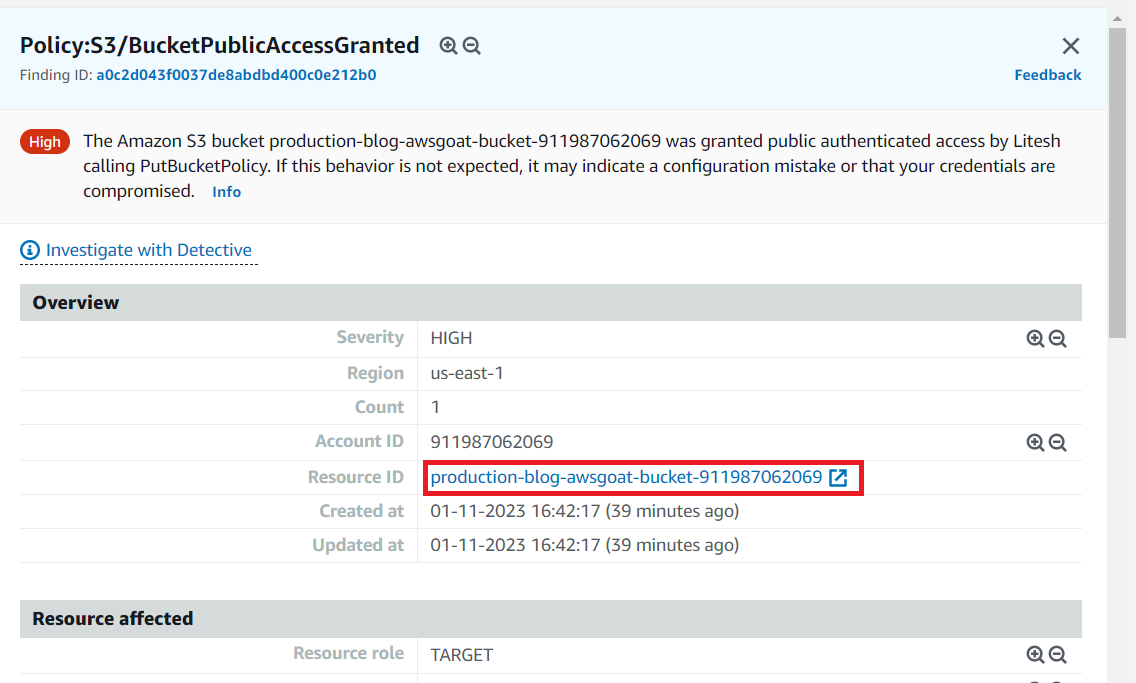 Policy:S3/BucketPublicAccessGranted
Finding ID: a0c2d043f0037de8abdbd400c0e212b0
Feedback
High
The Amazon S3 bucket production-blog-awsgoat-bucket-911987062069 was granted public authenticated access by Litesh
calling PutBucketPolicy. If this behavior is not expected, it may indicate a configuration mistake or that your credentials are
compromised. Info
Investigate with Detective
Overview
Severity HIGH
Region us-east-1
Count 1
Account ID 911987062069
Resource ID production-blog-awsgoat-bucket-911987062069
Created at 01-11-2023 16:42:17 (39 minutes ago)
Updated at 01-11-2023 16:42:17 (39 minutes ago)
Resource affected
Resource role TARGET